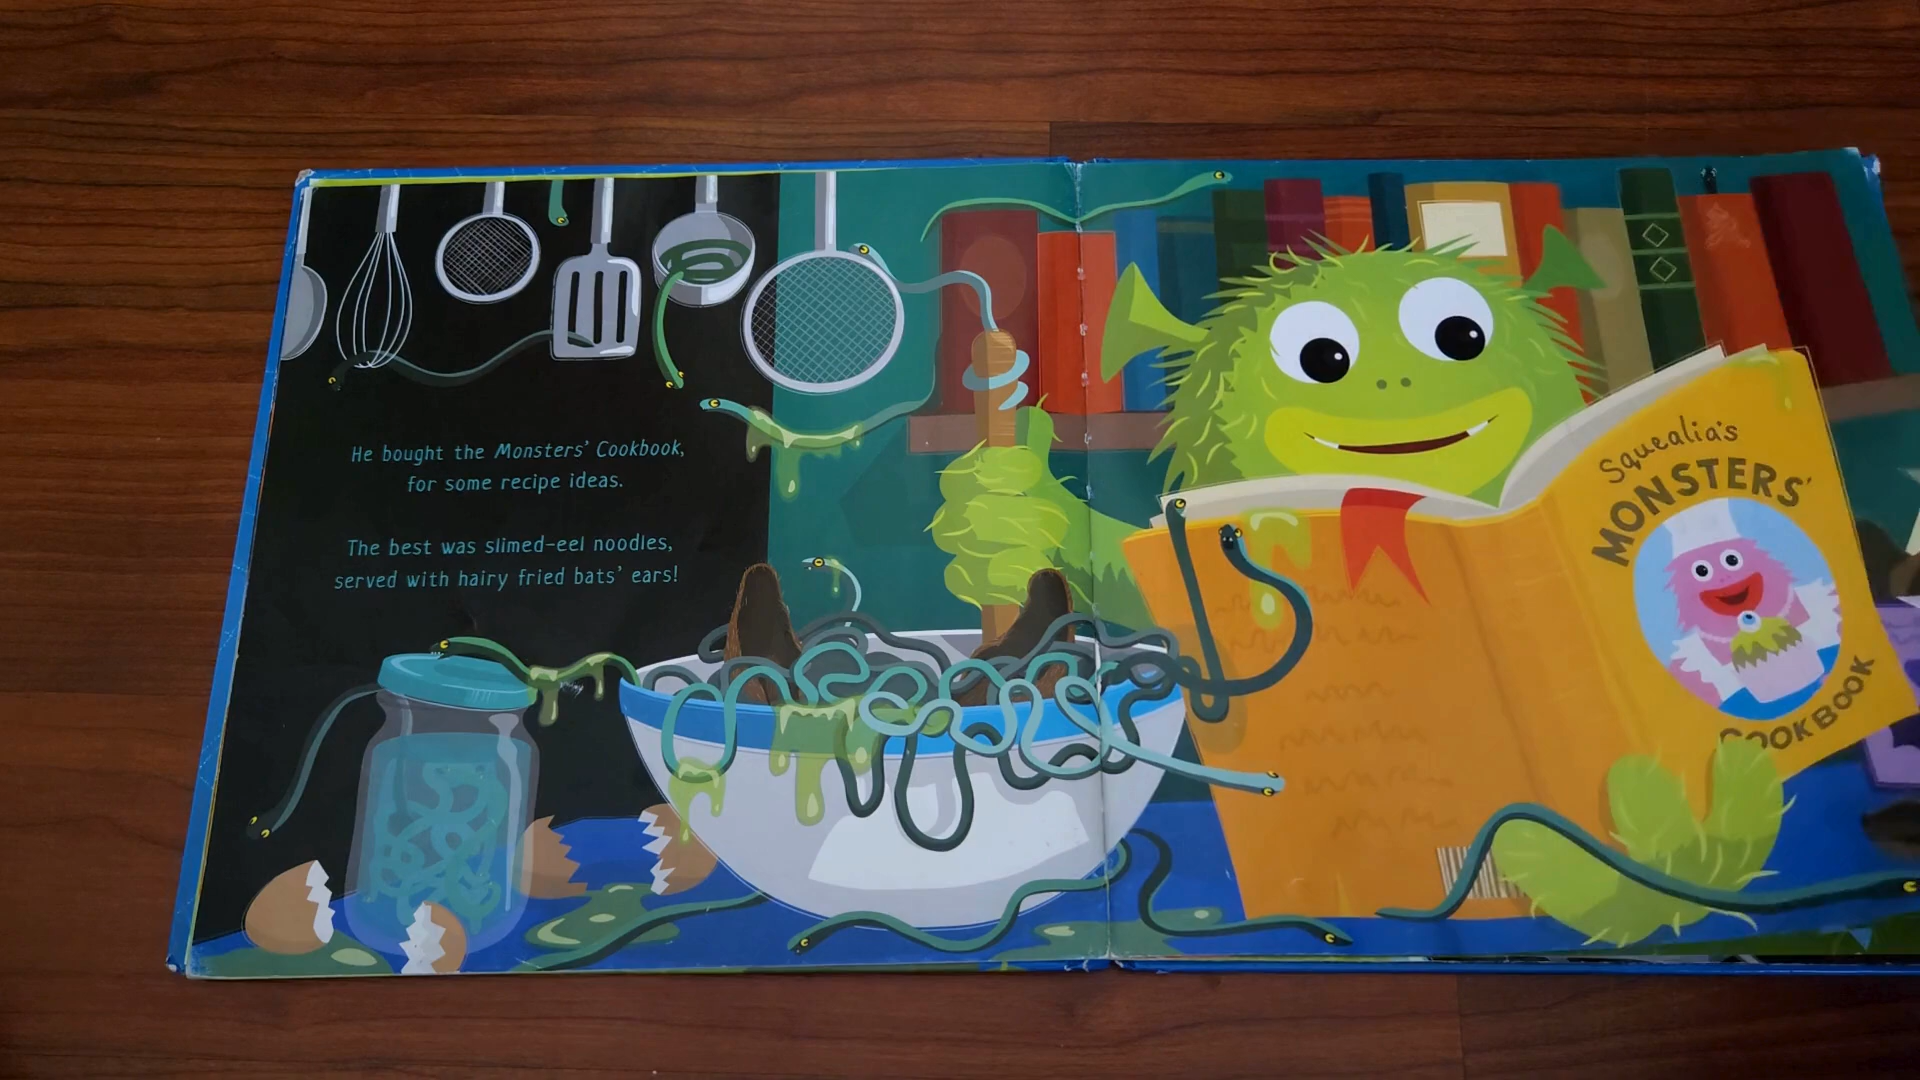 He bought the Monsters' Cookbook,
for some recipe ideas.
The best was slimed-eel noodles,
served with hairy fried bats' ears!
Squealia's
MONSTERS'
COOKBOOK